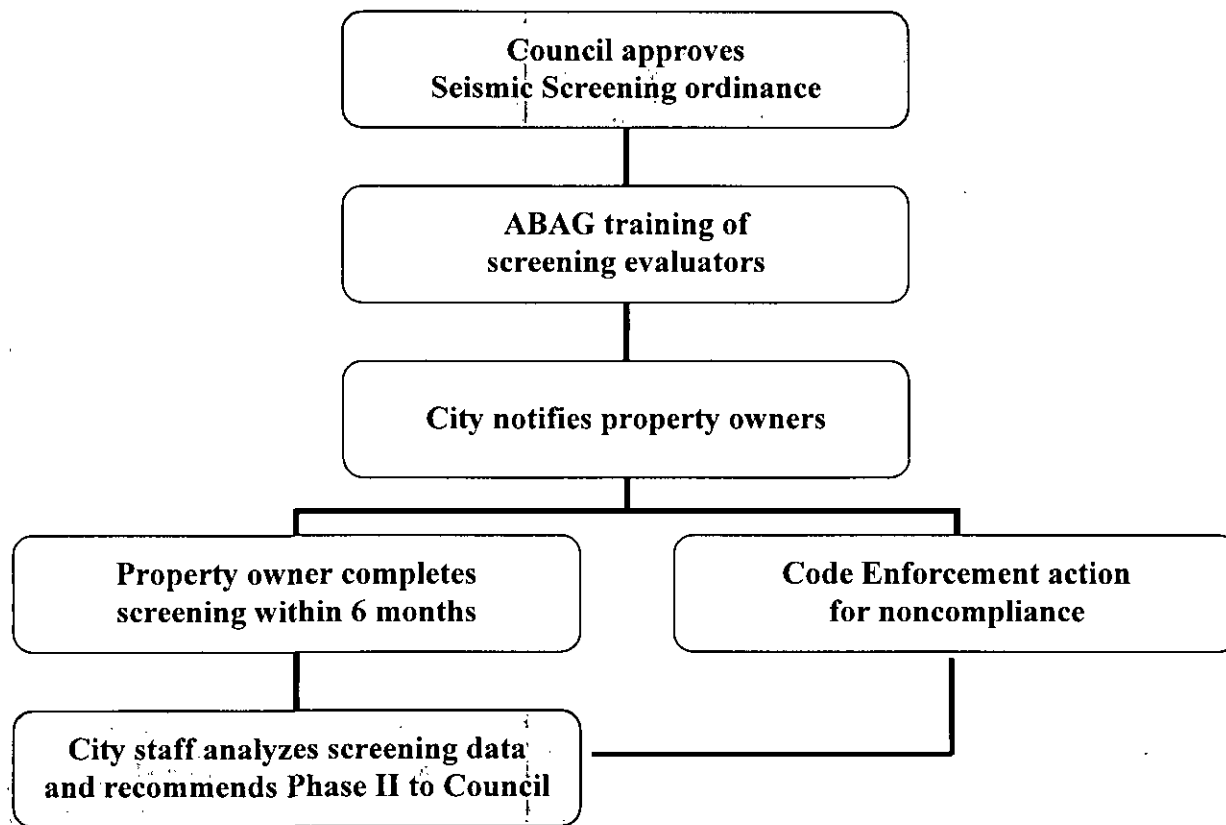 Council approves
Seismic Screening ordinance
ABAG training of
screening evaluators
City notifies property owners
Property owner completes
screening within 6 months
Code Enforcement action
for noncompliance
City staff analyzes screening data
and recommends Phase II to Council